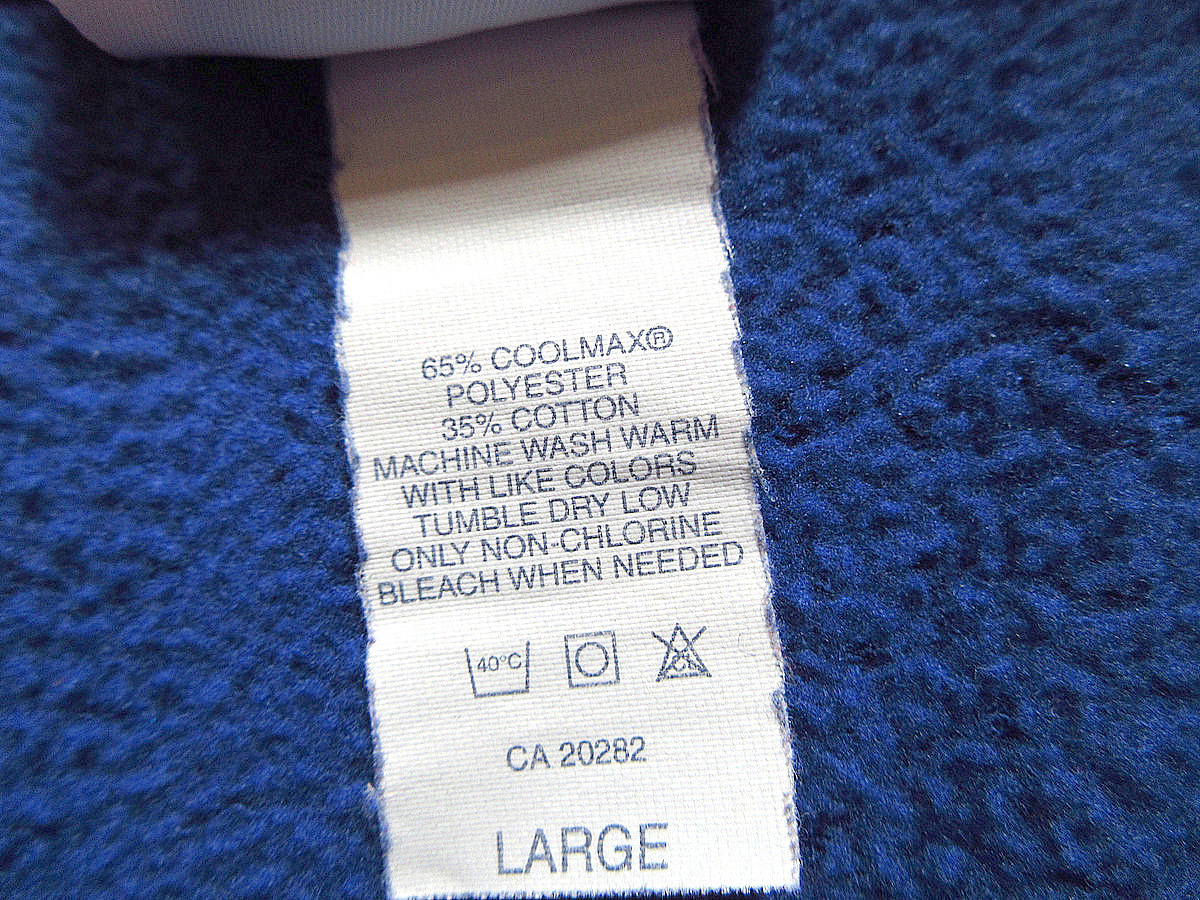 65% COOLMAX®
POLYESTER
35% COTTON
MACHINE WASH WARM
WITH LIKE COLORS
TUMBLE DRY LOW
ONLY NON-CHLORINE
BLEACH WHEN NEEDED
40°C
CA 20282
LARGE